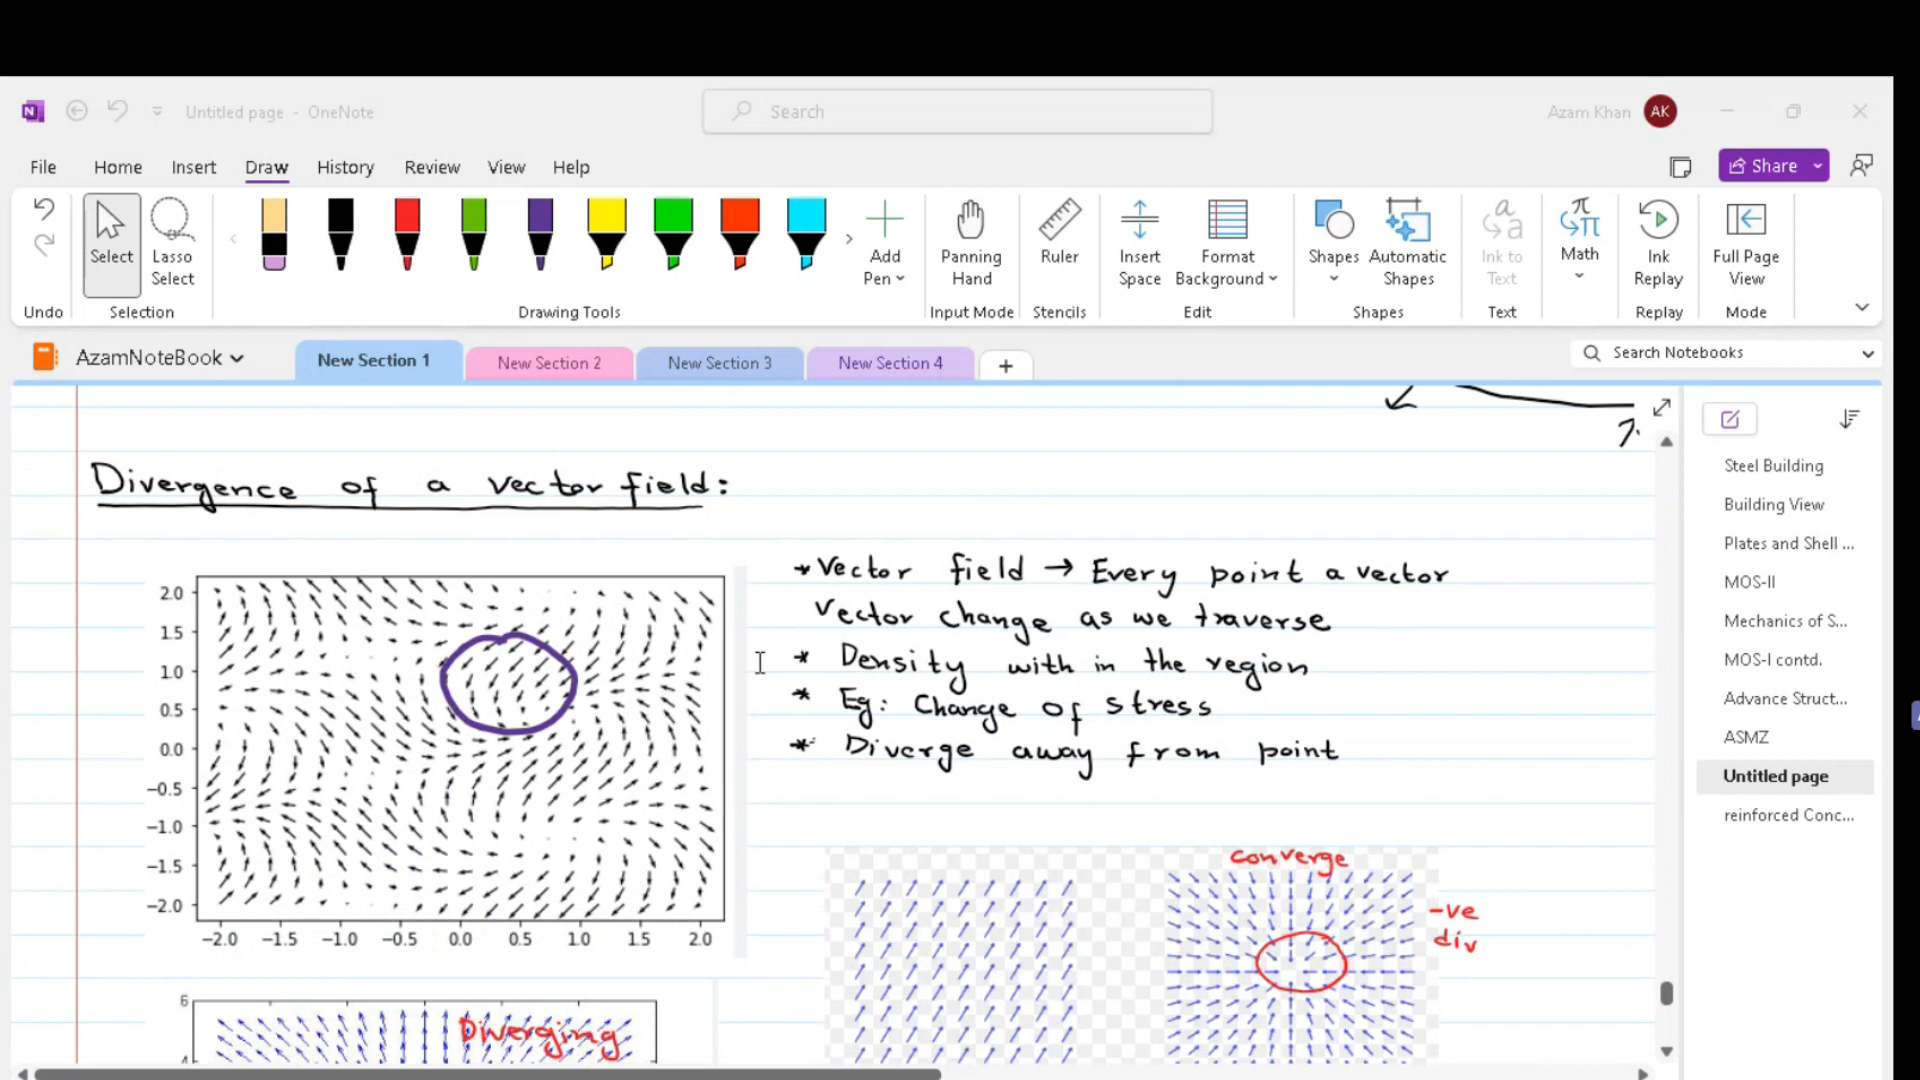 Untitled page - OneNote
Search
Azam Khan AK
File Home Insert Draw History Review View Help
Share
Select Lasso Select
Add Pen
Panning Hand
Ruler
Insert Space
Format Background
Shapes
Automatic Shapes
Ink to Text
Math
Ink Replay
Full Page View
Undo Selection Drawing Tools Input Mode Stencils Edit Shapes Text Replay Mode
AzamNoteBook New Section 1 New Section 2 New Section 3 New Section 4 +
Search Notebooks
Divergence of a vector field:
* Vector field → Every point a vector
Vector change as we traverse
* Density with in the region
* Eg: Change of stress
* Diverge away from point
2.0
1.5
1.0
0.5
0.0
−0.5
−1.0
−1.5
−2.0
−2.0 −1.5 −1.0 −0.5 0.0 0.5 1.0 1.5 2.0
converge
-ve
div
6
4
Diverging
Steel Building
Building View
Plates and Shell ...
MOS-II
Mechanics of S...
MOS-I contd.
Advance Struct...
ASMZ
Untitled page
reinforced Conc...